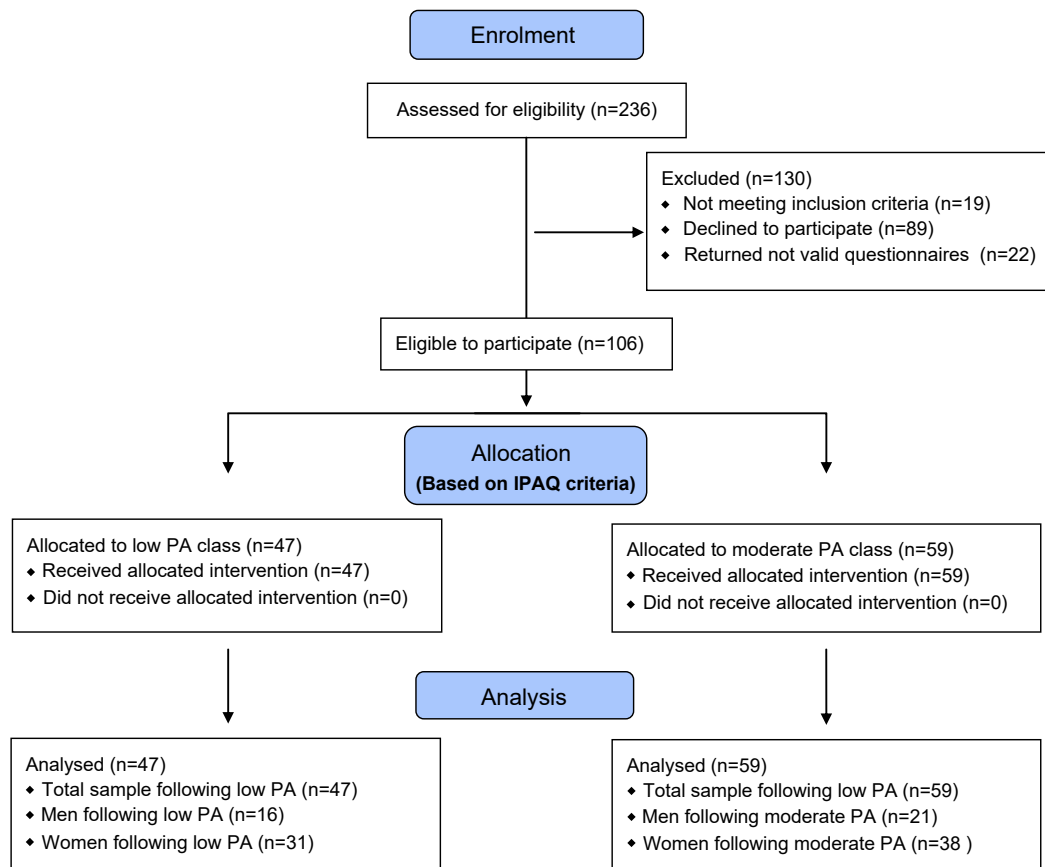 Enrolment
Assessed for eligibility (n=236)
Excluded (n=130)
◆ Not meeting inclusion criteria (n=19)
◆ Declined to participate (n=89)
◆ Returned not valid questionnaires (n=22)
Eligible to participate (n=106)
Allocation
(Based on IPAQ criteria)
Allocated to low PA class (n=47)
◆ Received allocated intervention (n=47)
◆ Did not receive allocated intervention (n=0)
Allocated to moderate PA class (n=59)
◆ Received allocated intervention (n=59)
◆ Did not receive allocated intervention (n=0)
Analysis
Analysed (n=47)
◆ Total sample following low PA (n=47)
◆ Men following low PA (n=16)
◆ Women following low PA (n=31)
Analysed (n=59)
◆ Total sample following low PA (n=59)
◆ Men following moderate PA (n=21)
◆ Women following moderate PA (n=38 )